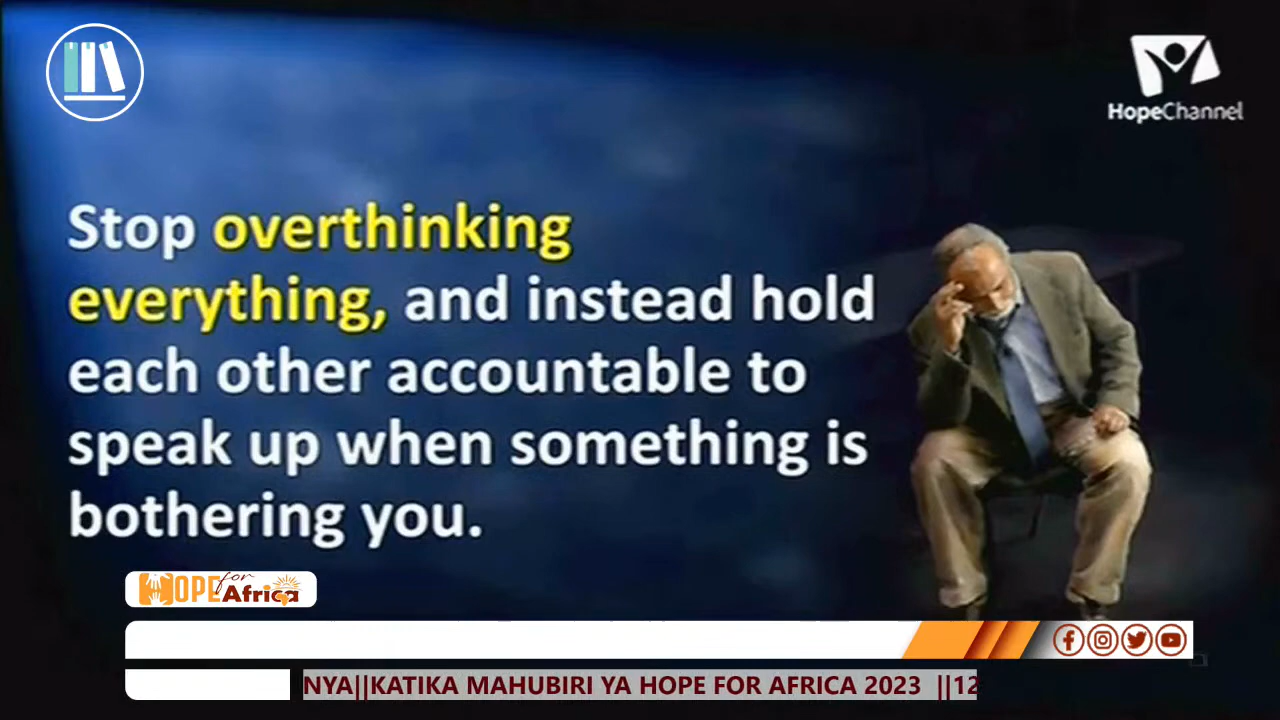 HopeChannel
Stop overthinking
everything, and instead hold
each other accountable to
speak up when something is
bothering you.
HOPE for Africa
NYA||KATIKA MAHUBIRI YA HOPE FOR AFRICA 2023 ||12